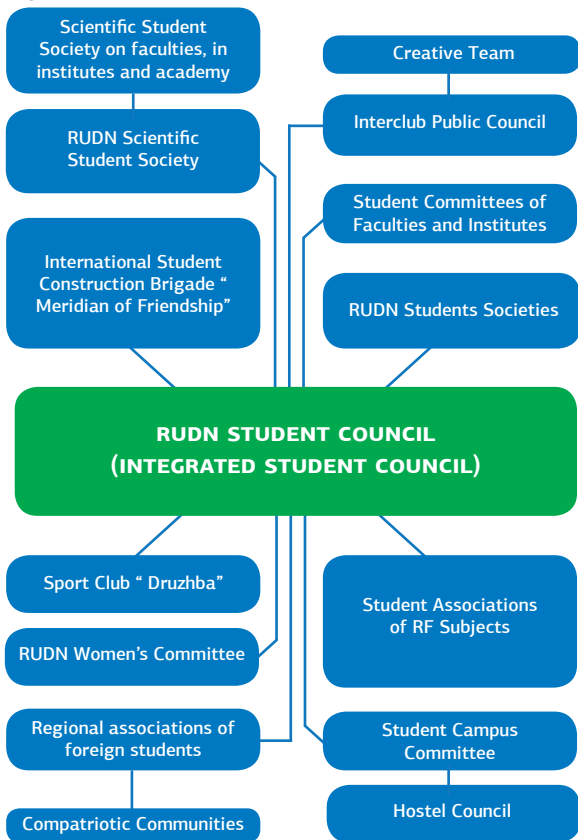 Scientific Student
Society on faculties, in
institutes and academy
Creative Team
RUDN Scientific
Student Society
Interclub Public Council
Student Committees of
Faculties and Institutes
International Student
Construction Brigade “
Meridian of Friendship”
RUDN Students Societies
RUDN STUDENT COUNCIL
(INTEGRATED STUDENT COUNCIL)
Sport Club “ Druzhba”
Student Associations
of RF Subjects
RUDN Women’s Committee
Regional associations of
foreign students
Student Campus
Committee
Compatriotic Communities
Hostel Council